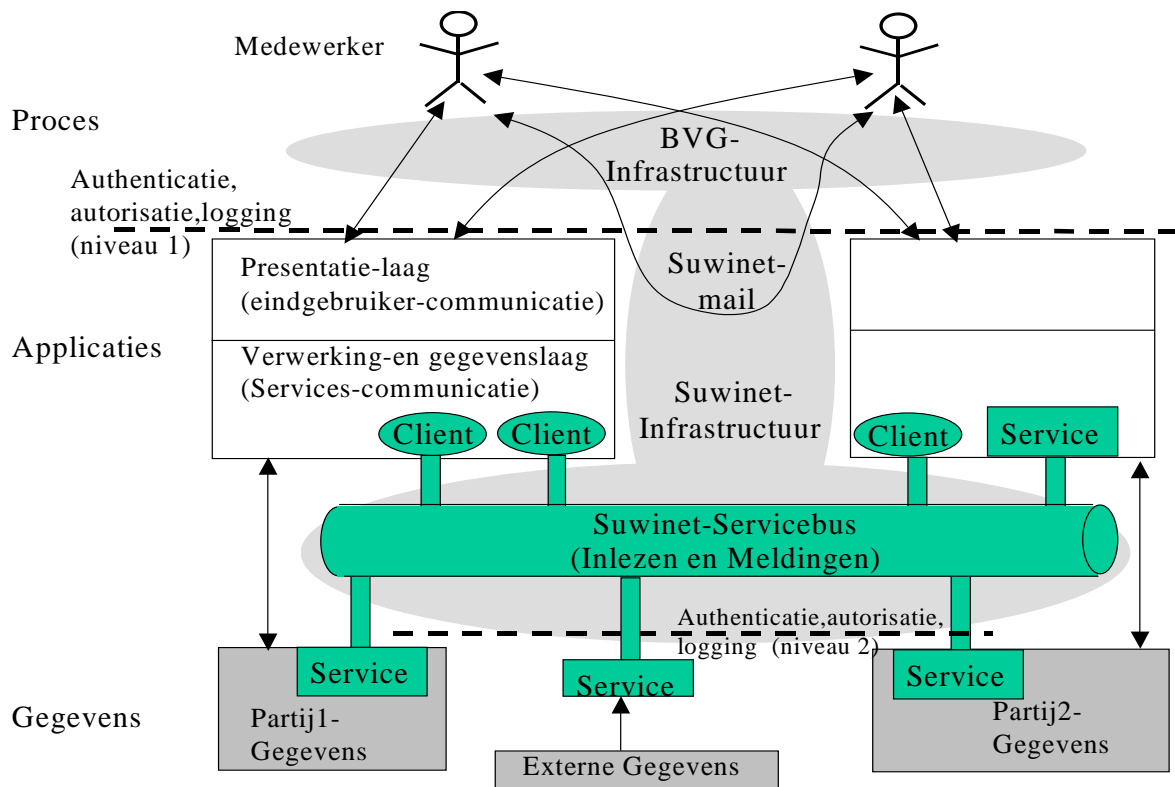 Medewerker
Proces
BVG-
Infrastructuur
Authenticatie,
autorisatie,logging
(niveau 1)
Presentatie-laag
(eindgebruiker-communicatie)
Suwinet-
mail
Applicaties
Verwerking-en gegevenslaag
(Services-communicatie)
Suwinet-
Infrastructuur
Client
Client
Client
Service
Suwinet-Servicebus
(Inlezen en Meldingen)
Authenticatie,autorisatie,
logging (niveau 2)
Service
Service
Service
Gegevens
Partij1-
Gegevens
Partij2-
Gegevens
Externe Gegevens